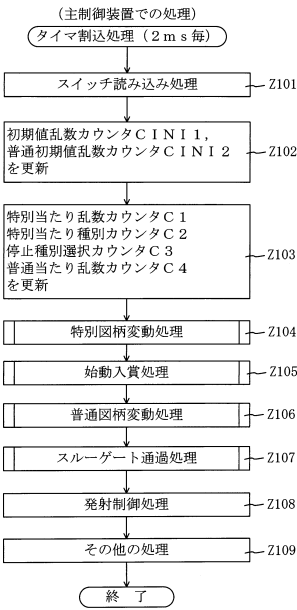 （主制御装置での処理）
タイマ割込処理（２ｍｓ毎）
スイッチ読み込み処理
Z101
初期値乱数カウンタＣＩＮＩ１，
普通初期値乱数カウンタＣＩＮＩ２
を更新
Z102
特別当たり乱数カウンタＣ１
特別当たり種別カウンタＣ２
停止種別選択カウンタＣ３
普通当たり乱数カウンタＣ４
を更新
Z103
特別図柄変動処理
Z104
始動入賞処理
Z105
普通図柄変動処理
Z106
スルーゲート通過処理
Z107
発射制御処理
Z108
その他の処理
Z109
終　了